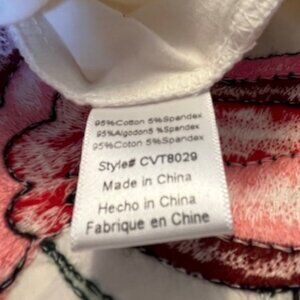 95%Cotton 5%Spandex
95%Algodon5 %Spandex
95%Coton 5%Spandex
Style# CVT8029
Made in China
Hecho in China
Fabrique en Chine